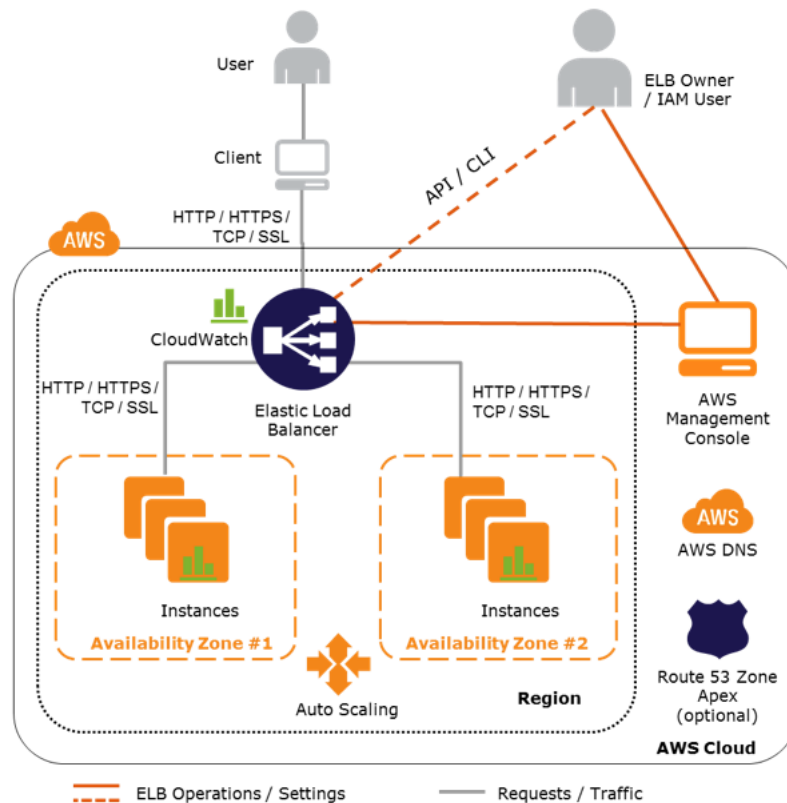 User
ELB Owner
/ IAM User
Client
API / CLI
HTTP / HTTPS /
TCP / SSL
AWS
CloudWatch
HTTP / HTTPS /
TCP / SSL
Elastic Load
Balancer
HTTP / HTTPS /
TCP / SSL
AWS
Management
Console
AWS
AWS DNS
Instances
Instances
Availability Zone #1
Availability Zone #2
Auto Scaling
Region
Route 53 Zone
Apex
(optional)
AWS Cloud
ELB Operations / Settings
Requests / Traffic